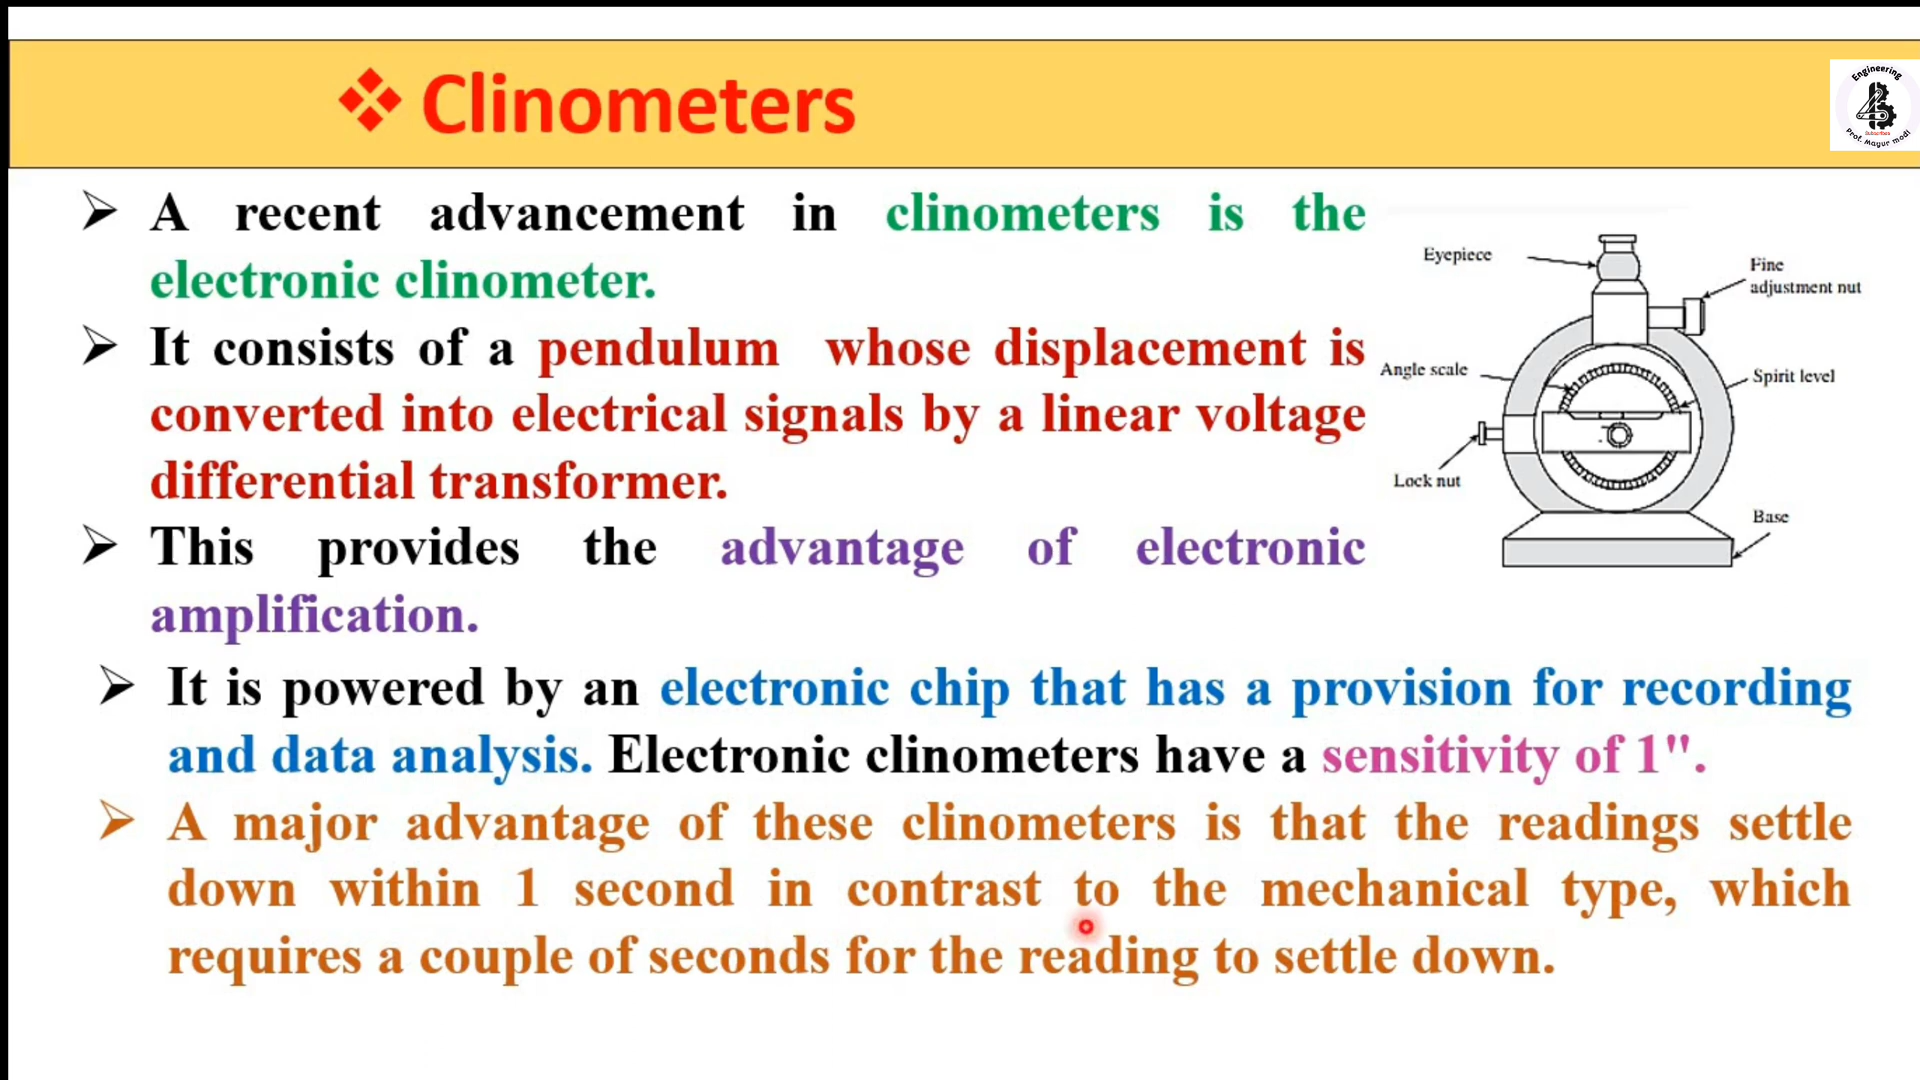 Clinometers
Engineering
Subscribes
Prof. Mayur modi
A recent advancement in clinometers is the
electronic clinometer.
It consists of a pendulum whose displacement is
converted into electrical signals by a linear voltage
differential transformer.
This provides the advantage of electronic
amplification.
It is powered by an electronic chip that has a provision for recording
and data analysis. Electronic clinometers have a sensitivity of 1".
A major advantage of these clinometers is that the readings settle
down within 1 second in contrast to the mechanical type, which
requires a couple of seconds for the reading to settle down.
Eyepiece
Fine
adjustment nut
Angle scale
Spirit level
Lock nut
Base